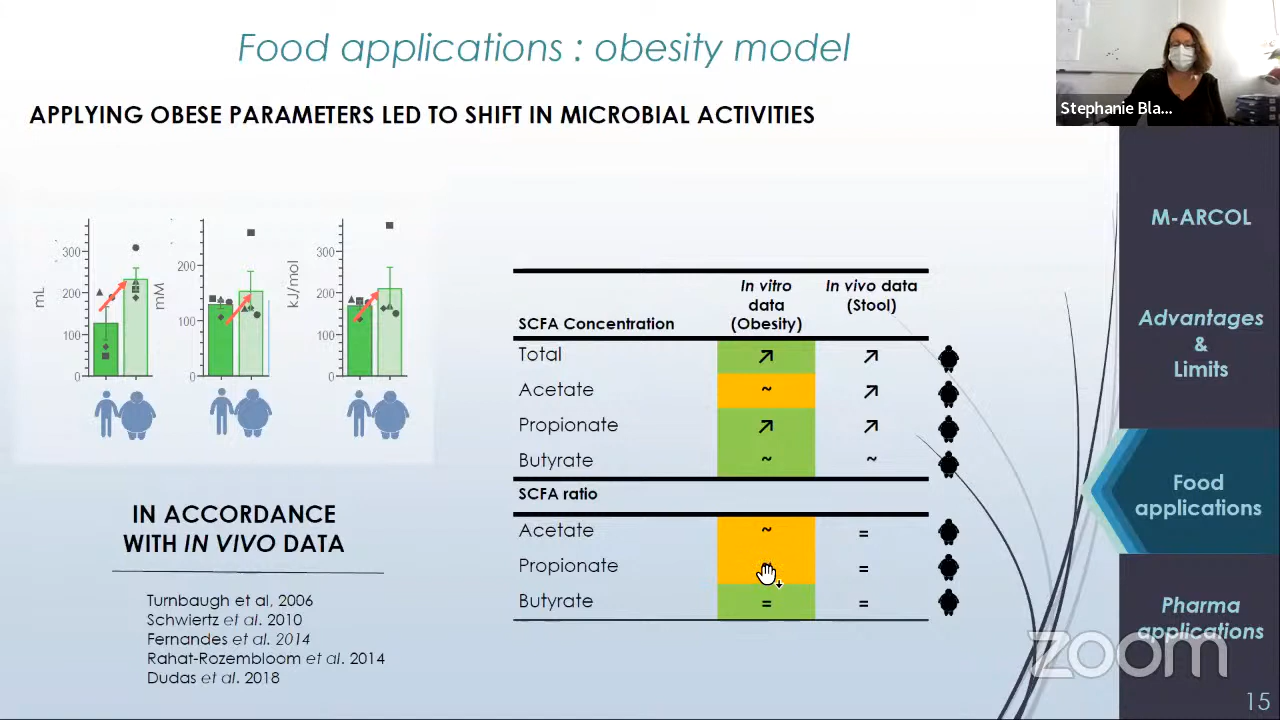 Food applications : obesity model
Stephanie Bla...
APPLYING OBESE PARAMETERS LED TO SHIFT IN MICROBIAL ACTIVITIES
mL
300
200
100
0
mM
200
100
0
kJ/mol
300
200
100
0
IN ACCORDANCE
WITH IN VIVO DATA
Turnbaugh et al, 2006
Schwiertz et al. 2010
Fernandes et al. 2014
Rahat-Rozembloom et al. 2014
Dudas et al. 2018
In vitro
data
(Obesity)
In vivo data
(Stool)
SCFA Concentration
Total ↗ ↗
Acetate ~ ↗
Propionate ↗ ↗
Butyrate ~ ~
SCFA ratio
Acetate ~ =
Propionate =
Butyrate = =
M-ARCOL
Advantages
&
Limits
Food
applications
Pharma
applications
zoom
15